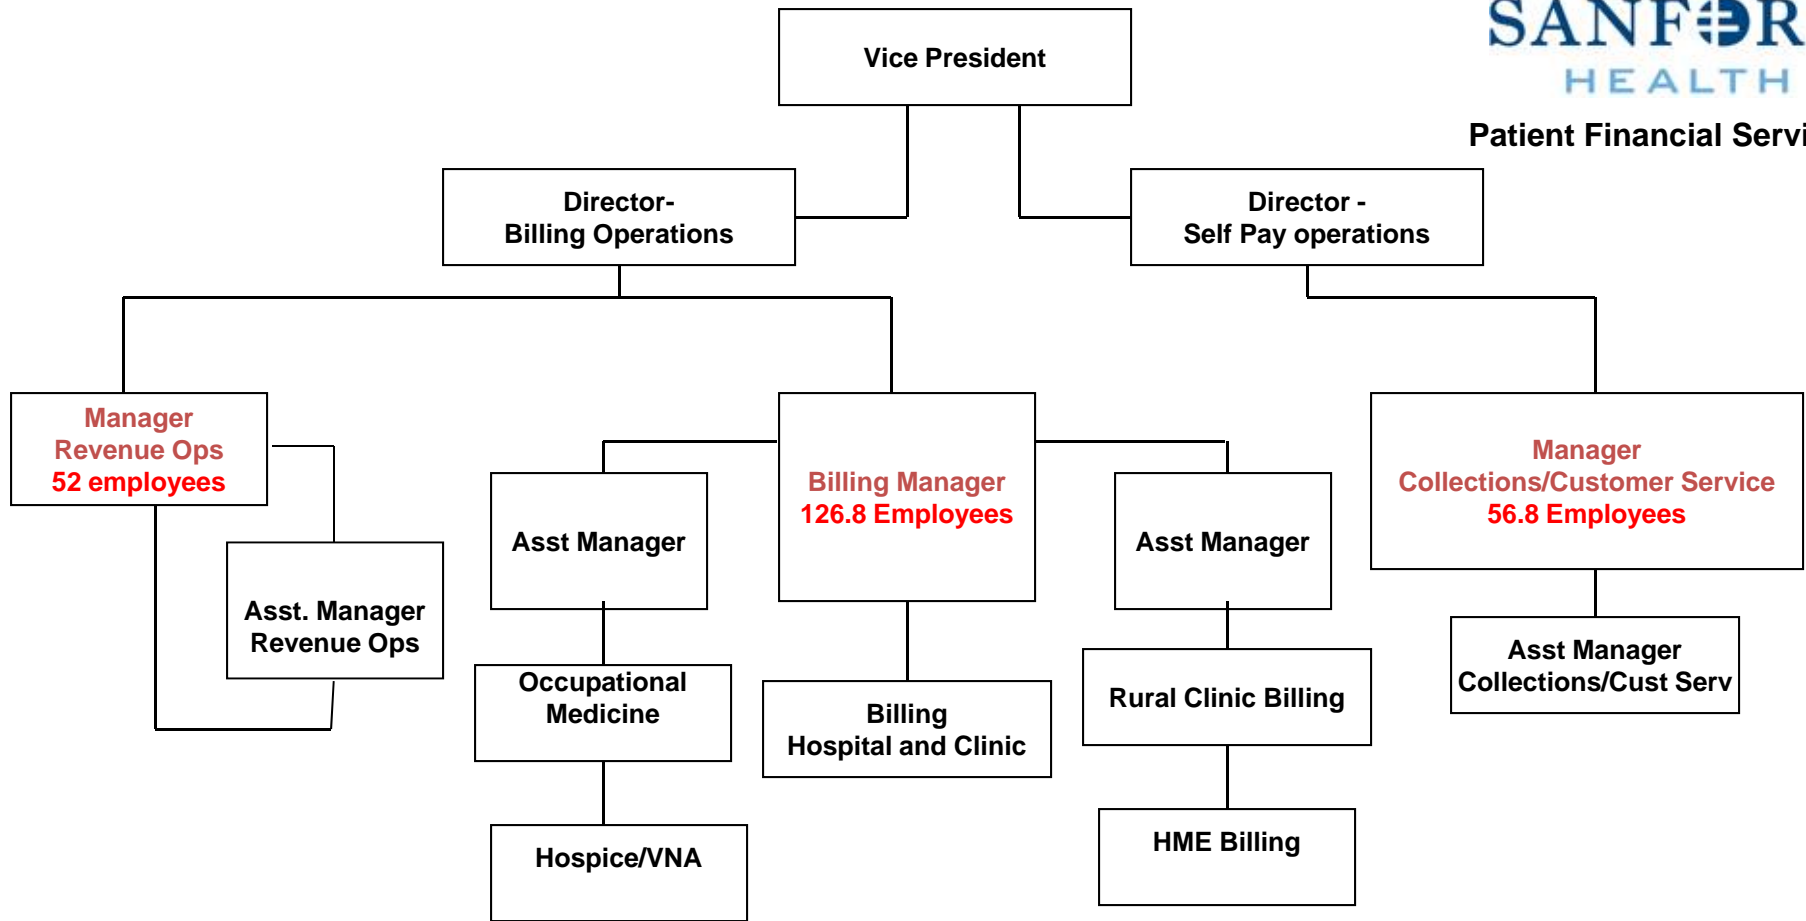 SANFOR
HEALTH
Patient Financial Servi
Vice President
Director-
Billing Operations
Director -
Self Pay operations
Manager
Revenue Ops
52 employees
Billing Manager
126.8 Employees
Manager
Collections/Customer Service
56.8 Employees
Asst Manager
Asst Manager
Asst. Manager
Revenue Ops
Asst Manager
Collections/Cust Serv
Occupational
Medicine
Billing
Hospital and Clinic
Rural Clinic Billing
Hospice/VNA
HME Billing